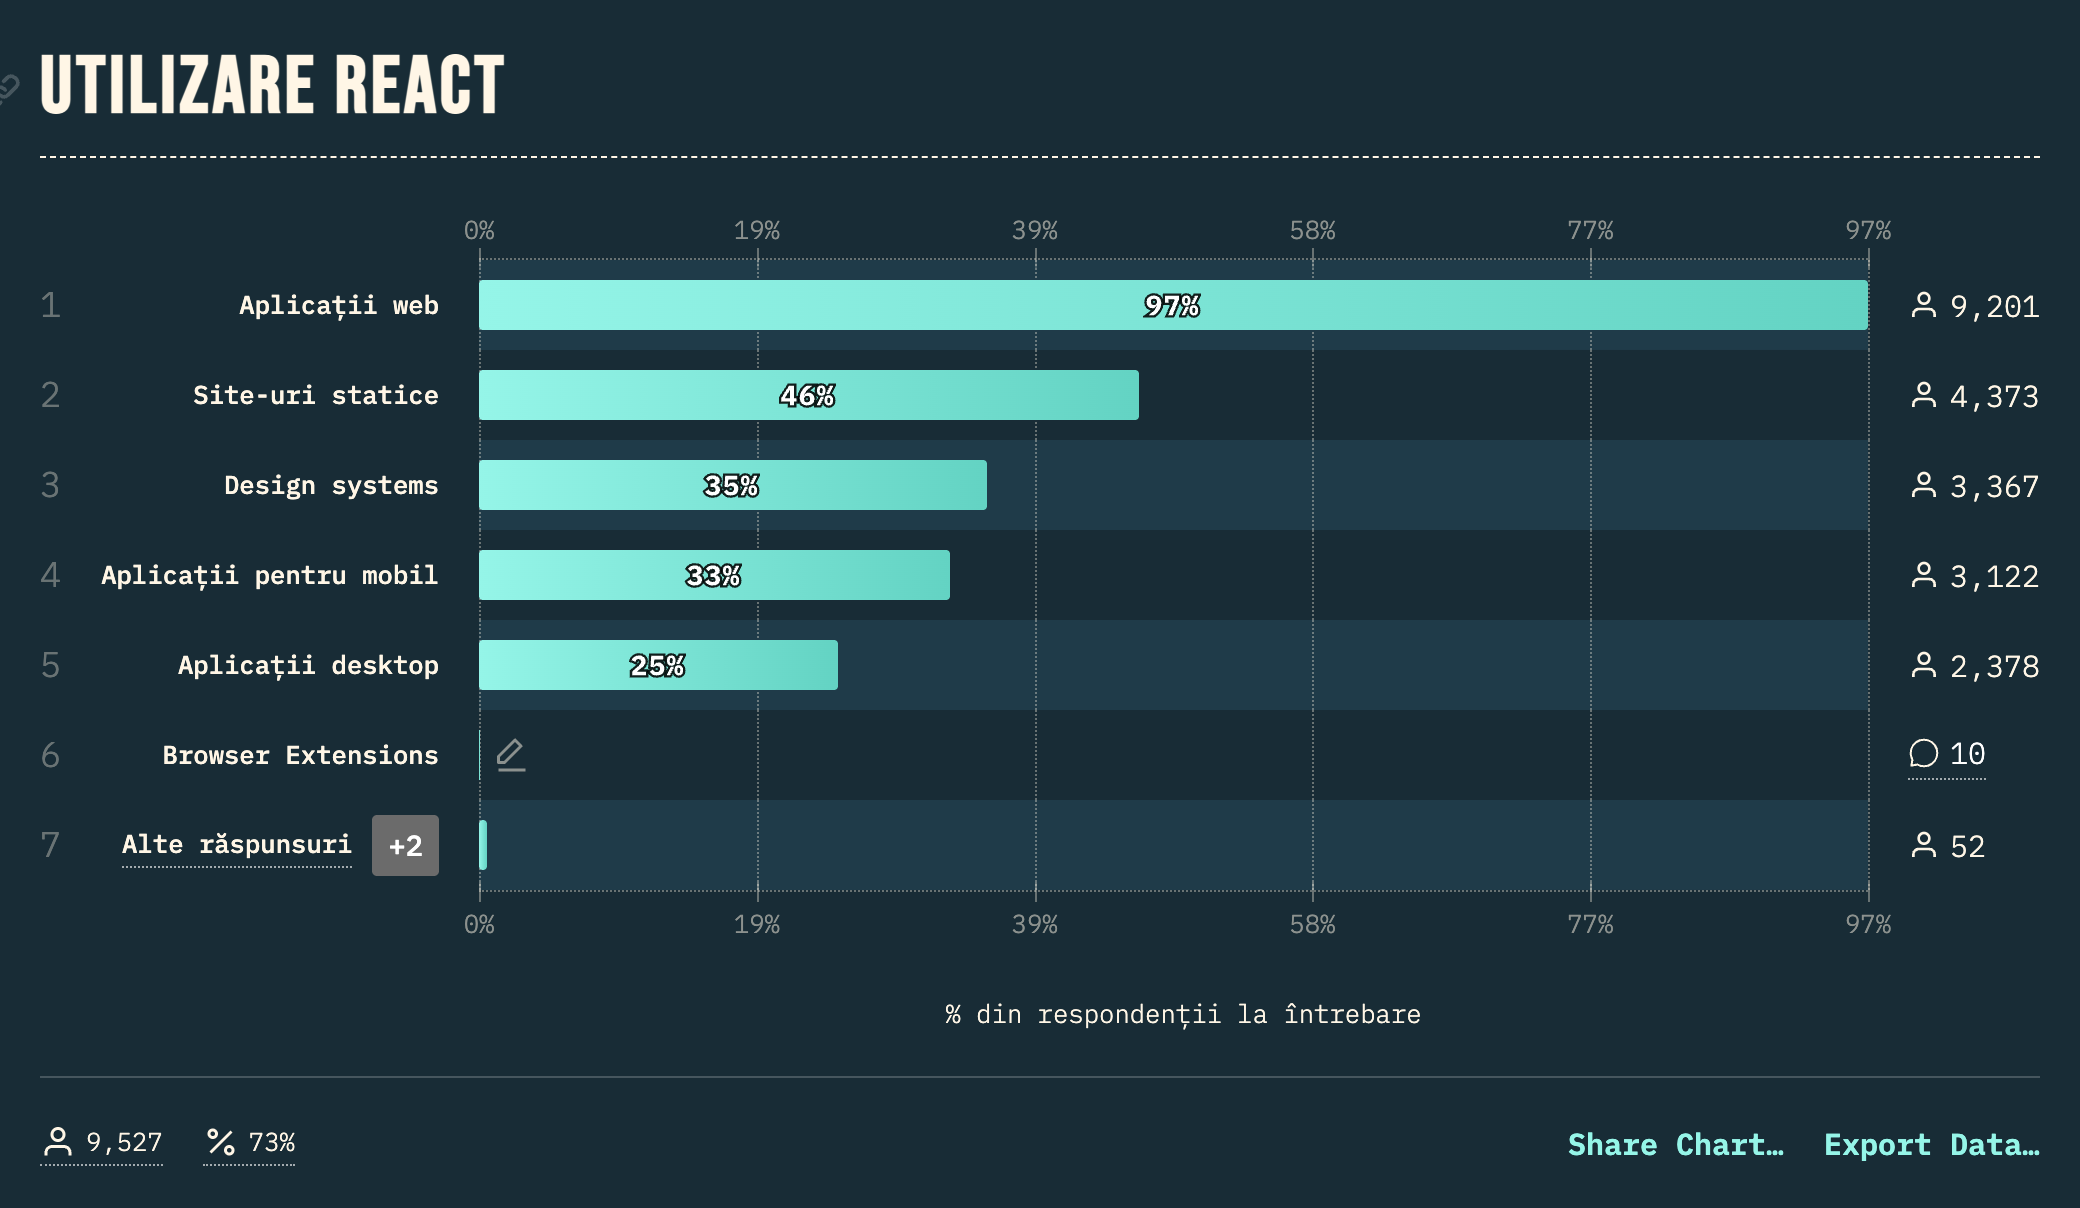 UTILIZARE REACT
0% 19% 39% 58% 77% 97%
1 Aplicații web 97% 9,201
2 Site-uri statice 46% 4,373
3 Design systems 35% 3,367
4 Aplicații pentru mobil 33% 3,122
5 Aplicații desktop 25% 2,378
6 Browser Extensions 10
7 Alte răspunsuri +2 52
0% 19% 39% 58% 77% 97%
% din respondenții la întrebare
9,527 73% Share Chart… Export Data…